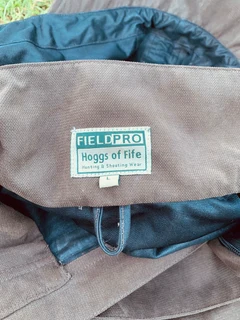 FIELDPRO
Hoggs of Fife
Hunting & Shooting Wear
L